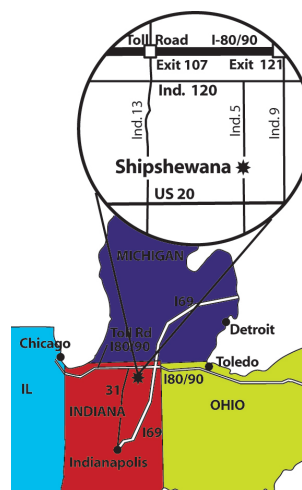 Toll Road I-80/90
Exit 107 Exit 121
Ind. 120
Ind. 13
Ind. 5
Ind. 9
Shipshewana
US 20
MICHIGAN
I69
Detroit
Toll Rd
I80/90
Chicago
Toledo
I80/90
IL
31
INDIANA
OHIO
I69
Indianapolis